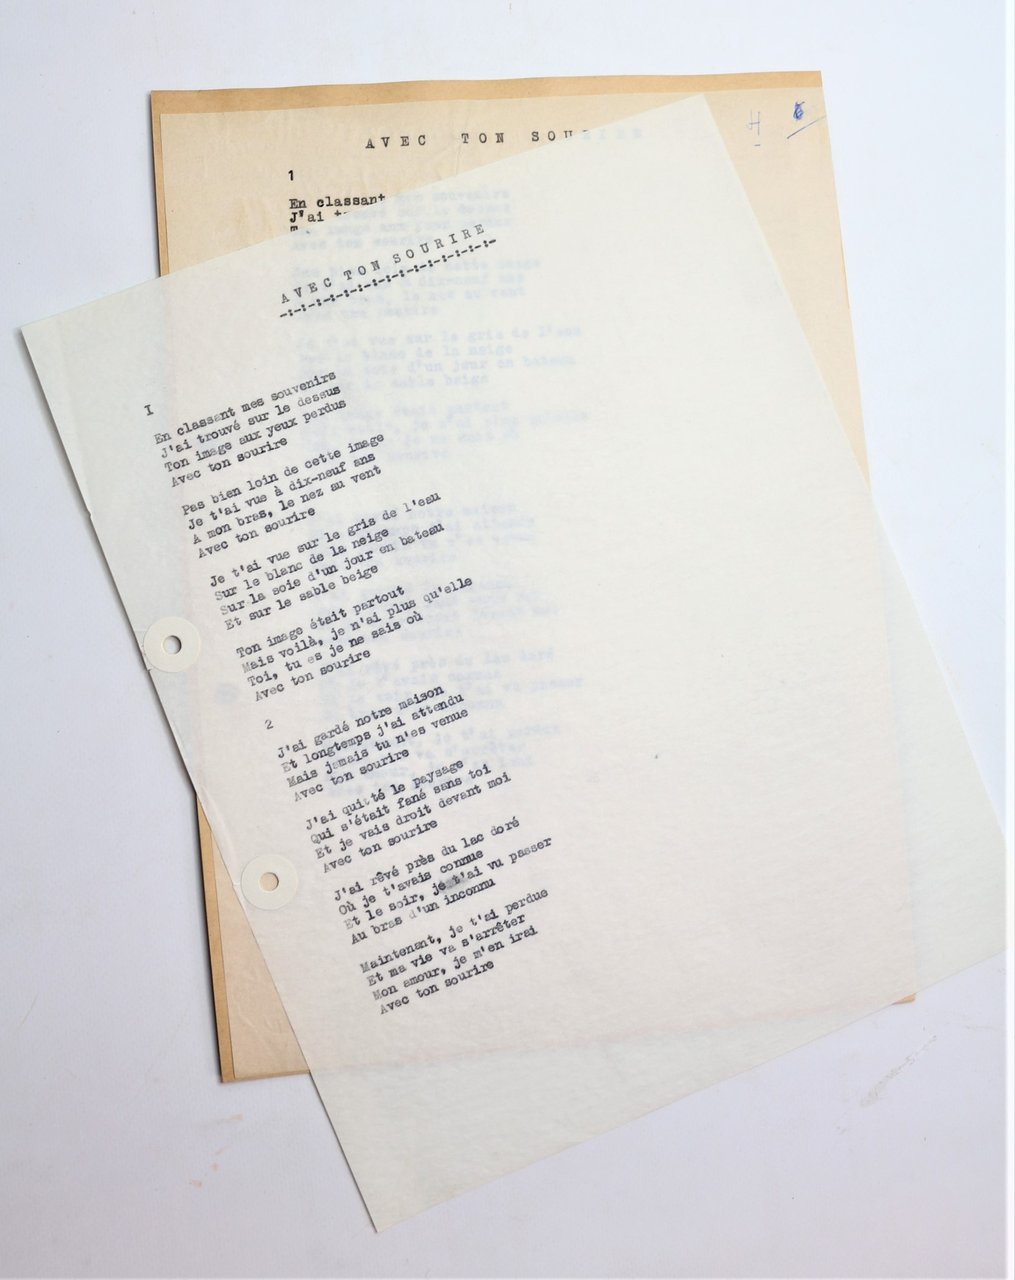 AVEC TON SOURIRE
H 6
1
En classant
J'ai
AVEC TON SOURIRE
-:-:-:-:-:-:-:-:-:-:-:-:-:-:-
I
En classant mes souvenirs
J'ai trouvé sur le dessus
Ton image aux yeux perdus
Avec ton sourire
Pas bien loin de cette image
Je t'ai vue à dix-neuf ans
A mon bras, le nez au vent
Avec ton sourire
Je t'ai vue sur le gris de l'eau
Sur le blanc de la neige
Sur la soie d'un jour en bateau
Et sur le sable beige
Ton image était partout
Mais voilà, je n'ai plus qu'elle
Toi, tu es je ne sais où
Avec ton sourire
2
J'ai gardé notre maison
Et longtemps j'ai attendu
Mais jamais tu n'es venue
Avec ton sourire
J'ai quitté le paysage
Qui s'était fané sans toi
Et je vais droit devant moi
Avec ton sourire
J'ai rêvé près du lac doré
Où je t'avais connue
Et le soir, je t'ai vu passer
Au bras d'un inconnu
Maintenant, je t'ai perdue
Et ma vie va s'arrêter
Mon amour, je m'en irai
Avec ton sourire